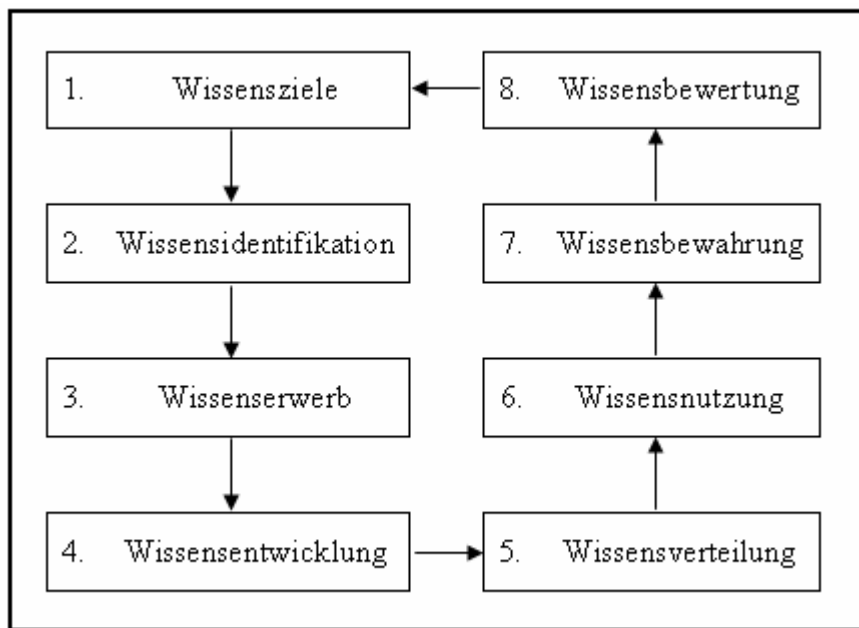 1. Wissensziele
2. Wissensidentifikation
3. Wissenserwerb
4. Wissensentwicklung
5. Wissensverteilung
6. Wissensnutzung
7. Wissensbewahrung
8. Wissensbewertung